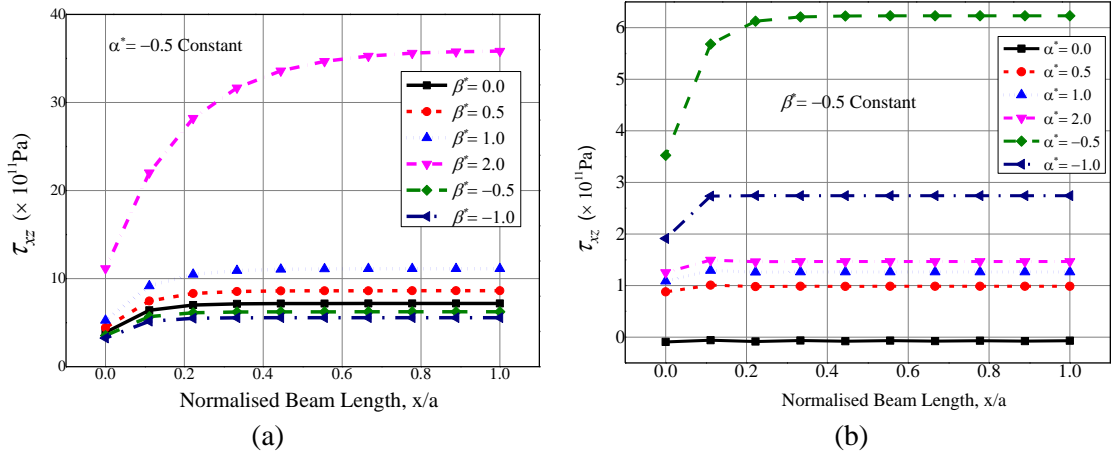 α* = −0.5 Constant
β* = 0.0
β* = 0.5
β* = 1.0
β* = 2.0
β* = −0.5
β* = −1.0
40
30
20
10
0
τxz (× 10¹¹Pa)
0.0 0.2 0.4 0.6 0.8 1.0
Normalised Beam Length, x/a
(a)
α* = 0.0
α* = 0.5
α* = 1.0
α* = 2.0
α* = −0.5
α* = −1.0
β* = −0.5 Constant
6
5
4
3
2
1
0
τxz (× 10¹¹Pa)
0.0 0.2 0.4 0.6 0.8 1.0
Normalised Beam Length, x/a
(b)